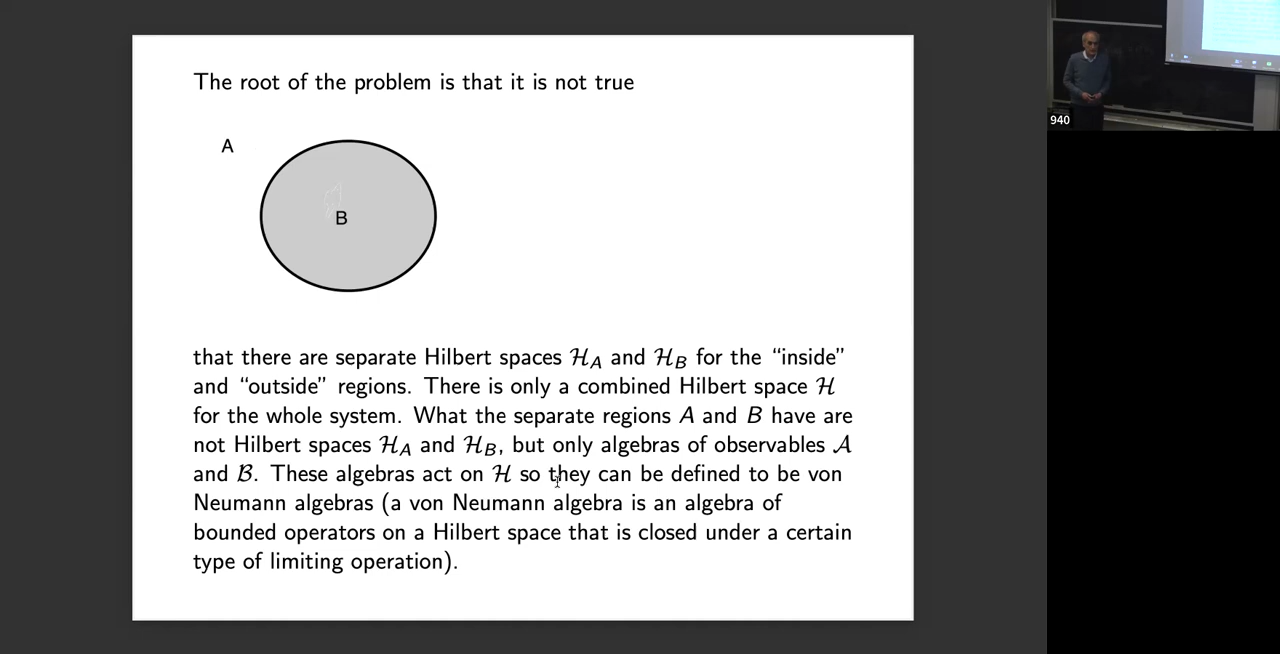 The root of the problem is that it is not true
A
B
that there are separate Hilbert spaces ℋ_A and ℋ_B for the “inside”
and “outside” regions. There is only a combined Hilbert space ℋ
for the whole system. What the separate regions A and B have are
not Hilbert spaces ℋ_A and ℋ_B, but only algebras of observables 𝒜
and ℬ. These algebras act on ℋ so they can be defined to be von
Neumann algebras (a von Neumann algebra is an algebra of
bounded operators on a Hilbert space that is closed under a certain
type of limiting operation).
940